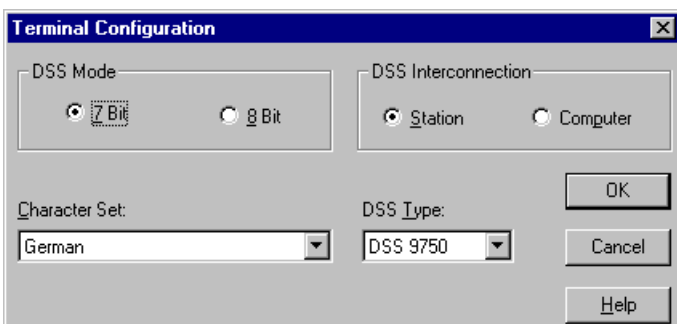 Terminal Configuration
DSS Mode
7 Bit
8 Bit
DSS Interconnection
Station
Computer
Character Set:
German
DSS Type:
DSS 9750
OK
Cancel
Help